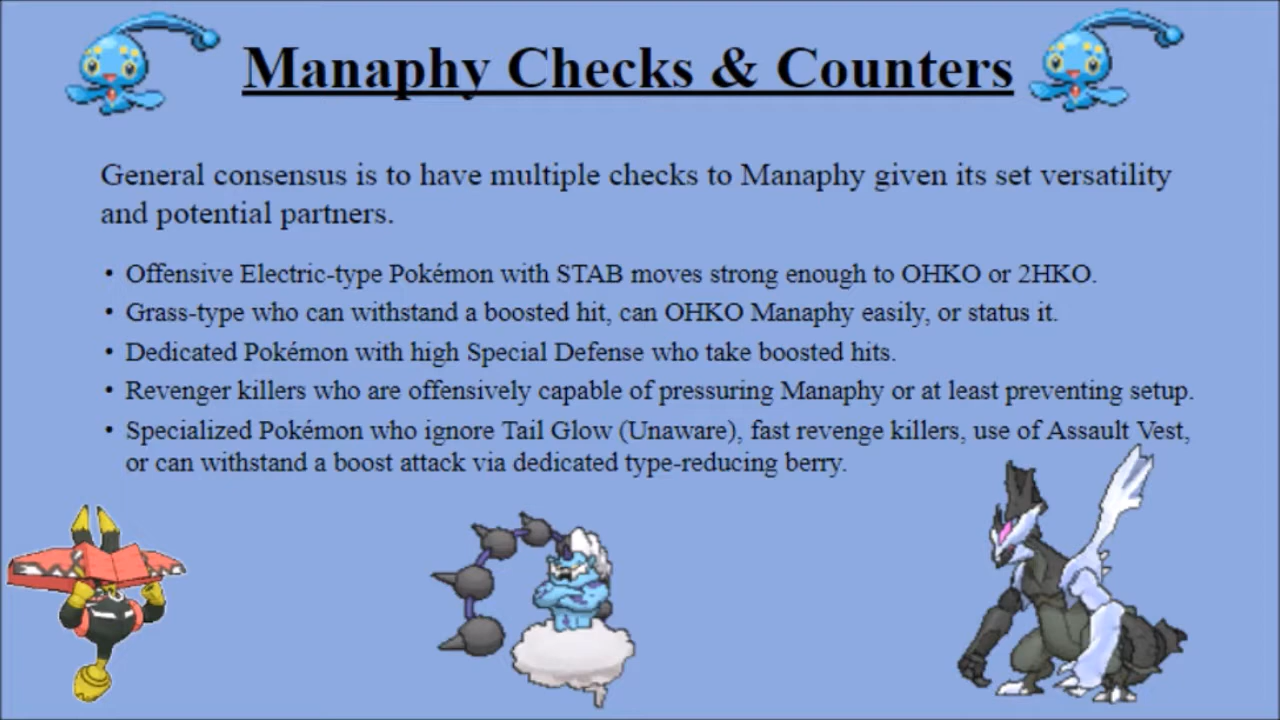 Manaphy Checks & Counters
General consensus is to have multiple checks to Manaphy given its set versatility
and potential partners.
• Offensive Electric-type Pokémon with STAB moves strong enough to OHKO or 2HKO.
• Grass-type who can withstand a boosted hit, can OHKO Manaphy easily, or status it.
• Dedicated Pokémon with high Special Defense who take boosted hits.
• Revenger killers who are offensively capable of pressuring Manaphy or at least preventing setup.
• Specialized Pokémon who ignore Tail Glow (Unaware), fast revenge killers, use of Assault Vest,
or can withstand a boost attack via dedicated type-reducing berry.